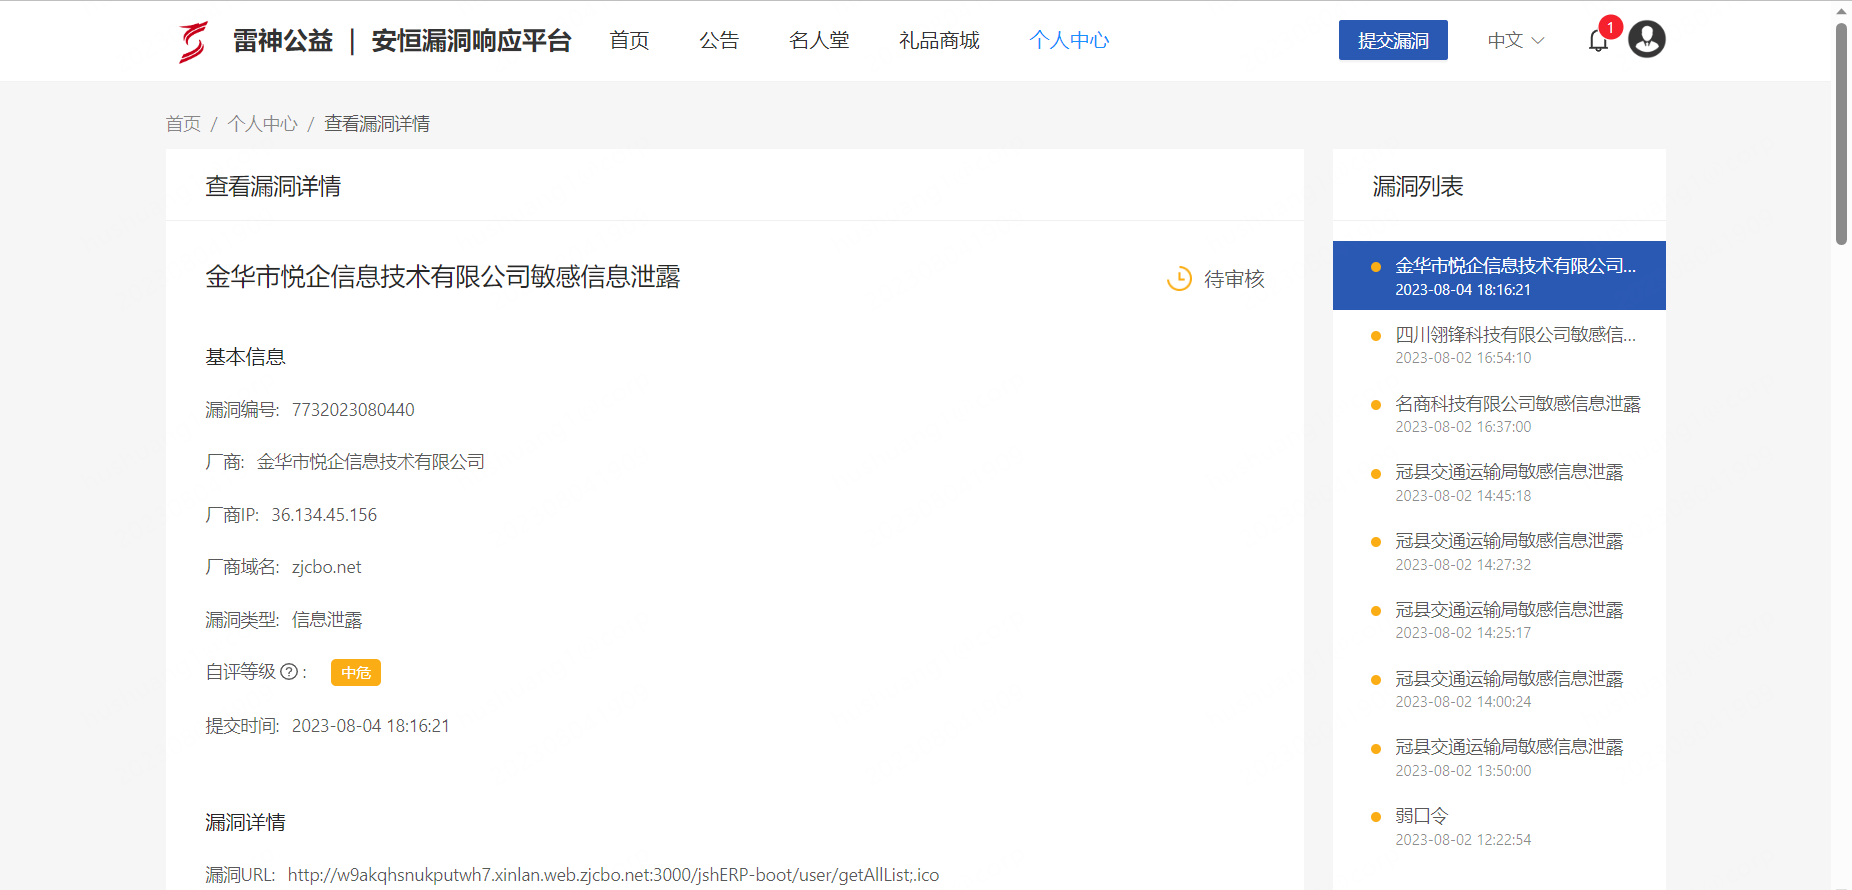 雷神公益 | 安恒漏洞响应平台 首页 公告 名人堂 礼品商城 个人中心 提交漏洞 中文 1
首页 / 个人中心 / 查看漏洞详情
查看漏洞详情
金华市悦企信息技术有限公司敏感信息泄露 待审核
基本信息
漏洞编号: 7732023080440
厂商: 金华市悦企信息技术有限公司
厂商IP: 36.134.45.156
厂商域名: zjcbo.net
漏洞类型: 信息泄露
自评等级 ? : 中危
提交时间: 2023-08-04 18:16:21
漏洞详情
漏洞URL: http://w9akqhsnukputwh7.xinlan.web.zjcbo.net:3000/jshERP-boot/user/getAllList;.ico
漏洞列表
金华市悦企信息技术有限公司...
2023-08-04 18:16:21
四川翎锋科技有限公司敏感信...
2023-08-02 16:54:10
名商科技有限公司敏感信息泄露
2023-08-02 16:37:00
冠县交通运输局敏感信息泄露
2023-08-02 14:45:18
冠县交通运输局敏感信息泄露
2023-08-02 14:27:32
冠县交通运输局敏感信息泄露
2023-08-02 14:25:17
冠县交通运输局敏感信息泄露
2023-08-02 14:00:24
冠县交通运输局敏感信息泄露
2023-08-02 13:50:00
弱口令
2023-08-02 12:22:54